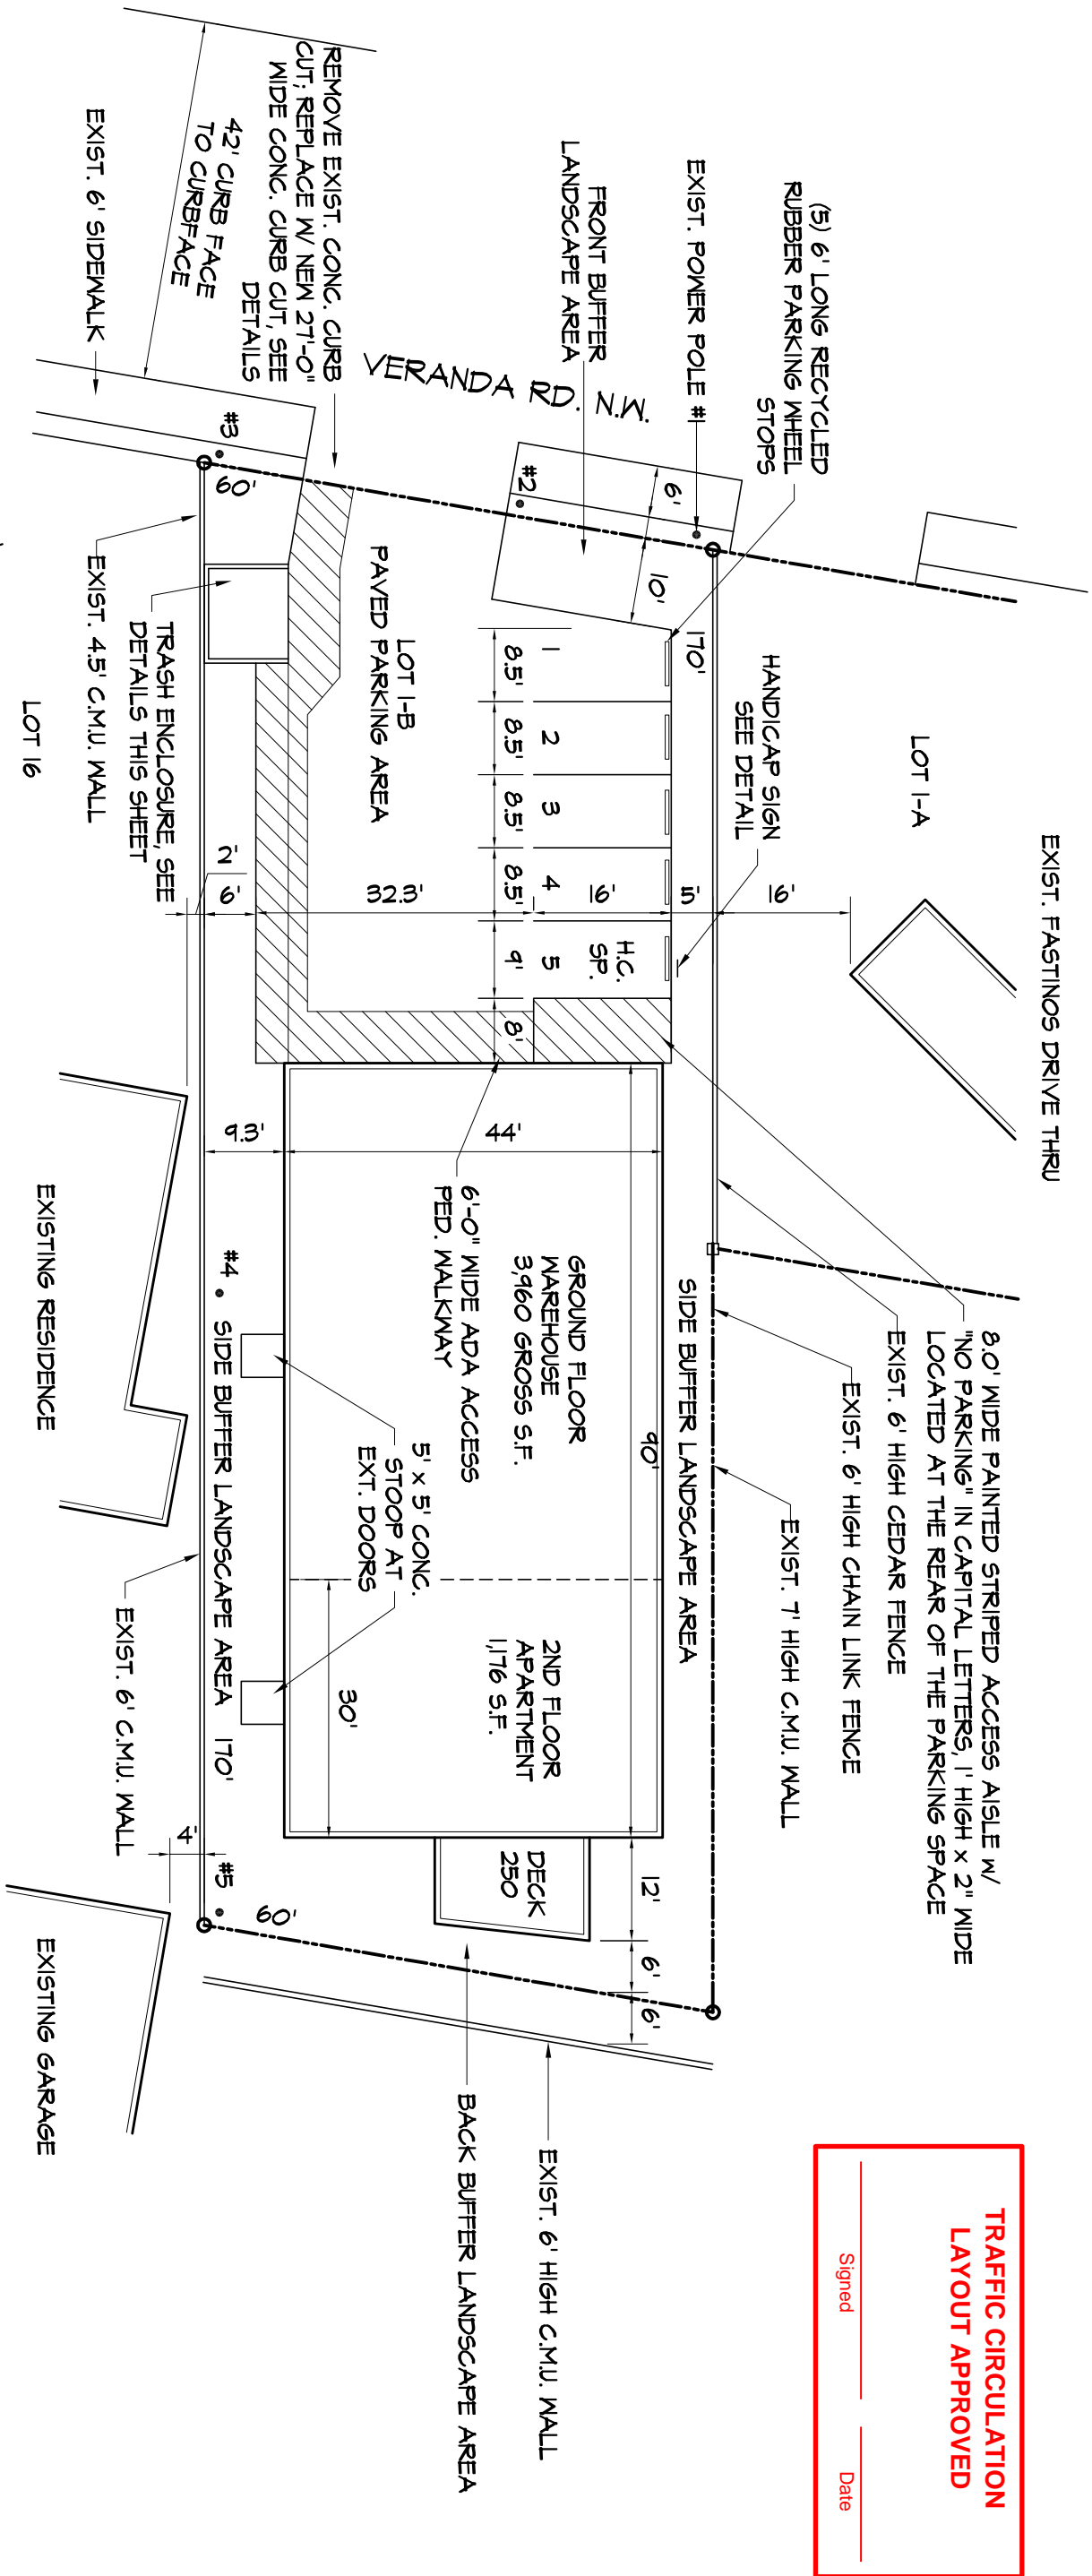 EXIST. FASTINOS DRIVE THRU
LOT 1-A
(5) 6' LONG RECYCLED
RUBBER PARKING WHEEL
STOPS
EXIST. POWER POLE #1
FRONT BUFFER
LANDSCAPE AREA
VERANDA RD. N.W.
REMOVE EXIST. CONC. CURB
CUT; REPLACE W/ NEW 27'-0"
WIDE CONC. CURB CUT, SEE
DETAILS
42' CURB FACE
TO CURBFACE
EXIST. 6' SIDEWALK
#3
60'
#2
6'
10'
170'
HANDICAP SIGN
SEE DETAIL
8.0' WIDE PAINTED STRIPED ACCESS AISLE W/
"NO PARKING" IN CAPITAL LETTERS, 1' HIGH x 2" WIDE
LOCATED AT THE REAR OF THE PARKING SPACE
EXIST. 6' HIGH CEDAR FENCE
EXIST. 6' HIGH CHAIN LINK FENCE
EXIST. 7' HIGH C.M.U. WALL
SIDE BUFFER LANDSCAPE AREA
16'
5'
16'
32.3'
6'
2'
1
2
3
4
5
H.C.
SP.
8.5'
8.5'
8.5'
8.5'
9'
8'
LOT 1-B
PAVED PARKING AREA
TRASH ENCLOSURE, SEE
DETAILS THIS SHEET
EXIST. 4.5' C.M.U. WALL
LOT 16
90'
44'
9.3'
GROUND FLOOR
WAREHOUSE
3,960 GROSS S.F.
6'-0" WIDE ADA ACCESS
PED. WALKWAY
5' x 5' CONC.
STOOP AT
EXT. DOORS
2ND FLOOR
APARTMENT
1,176 S.F.
30'
DECK
250
12'
6'
6'
#4
SIDE BUFFER LANDSCAPE AREA
170'
#5
60'
4'
EXISTING RESIDENCE
EXIST. 6' C.M.U. WALL
EXISTING GARAGE
BACK BUFFER LANDSCAPE AREA
EXIST. 6' HIGH C.M.U. WALL
TRAFFIC CIRCULATION
LAYOUT APPROVED
Signed
Date